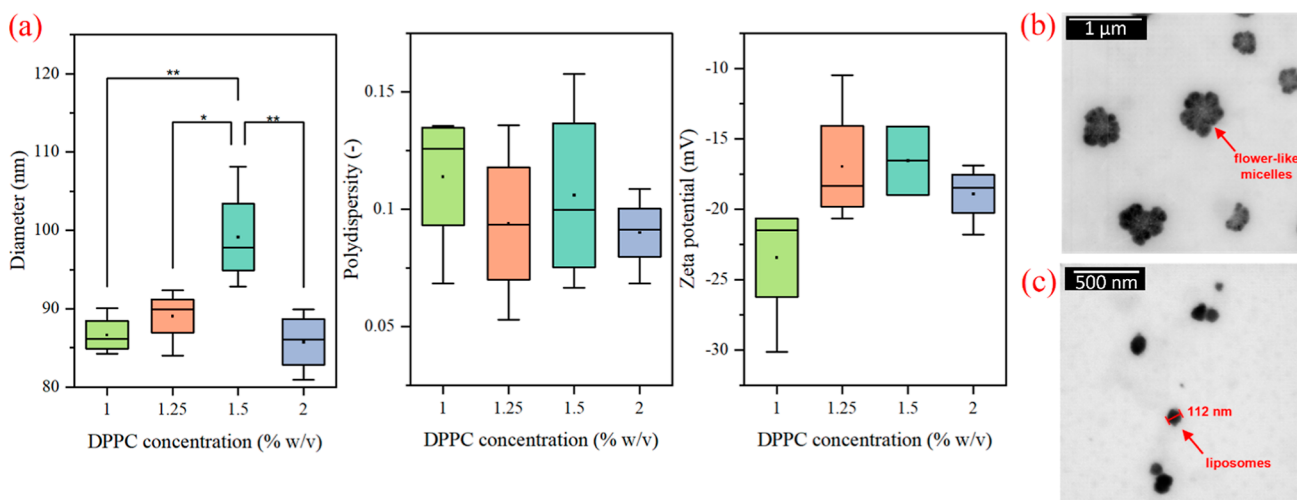 (a)
120
110
100
90
80
Diameter (nm)
**
*
**
1
1.25
1.5
2
DPPC concentration (% w/v)
0.15
0.1
0.05
Polydispersity (-)
1
1.25
1.5
2
DPPC concentration (% w/v)
-10
-15
-20
-25
-30
Zeta potential (mV)
1
1.25
1.5
2
DPPC concentration (% w/v)
(b)
1 µm
flower-like
micelles
(c)
500 nm
112 nm
liposomes